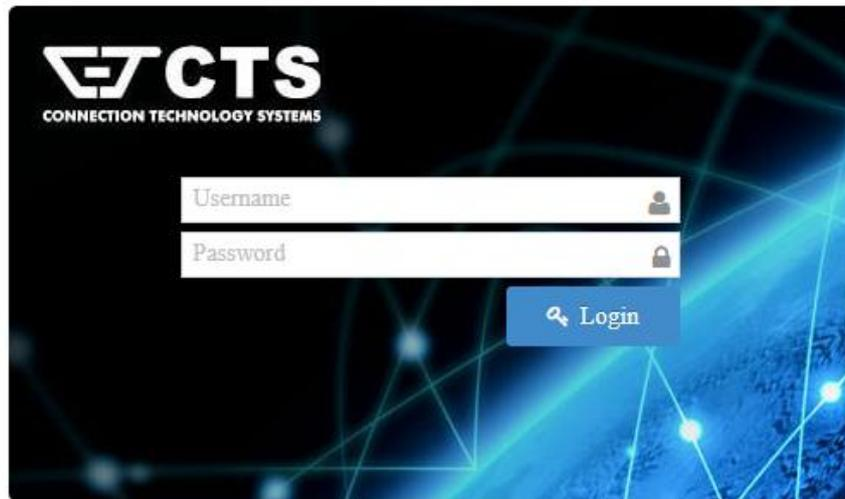 CTS
CONNECTION TECHNOLOGY SYSTEMS
Username
Password
Login